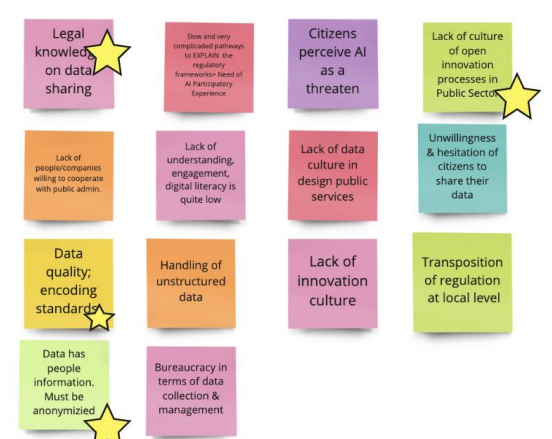 Legal
knowledge
on data
sharing
Slow and very
complicaded pathways
to EXPLAIN the
regulatory
frameworks> Need of
AI Participatory
Experience
Citizens
perceive AI
as a
threaten
Lack of culture
of open
innovation
processes in
Public Sector
Lack of
people/companies
willing to cooperate
with public admin.
Lack of
understanding,
engagement,
digital literacy is
quite low
Lack of data
culture in
design public
services
Unwillingness
& hesitation of
citizens to
share their
data
Data
quality;
encoding
standards
Handling of
unstructured
data
Lack of
innovation
culture
Transposition
of regulation
at local level
Data has
people
information.
Must be
anonymizied
Bureaucracy in
terms of data
collection &
management